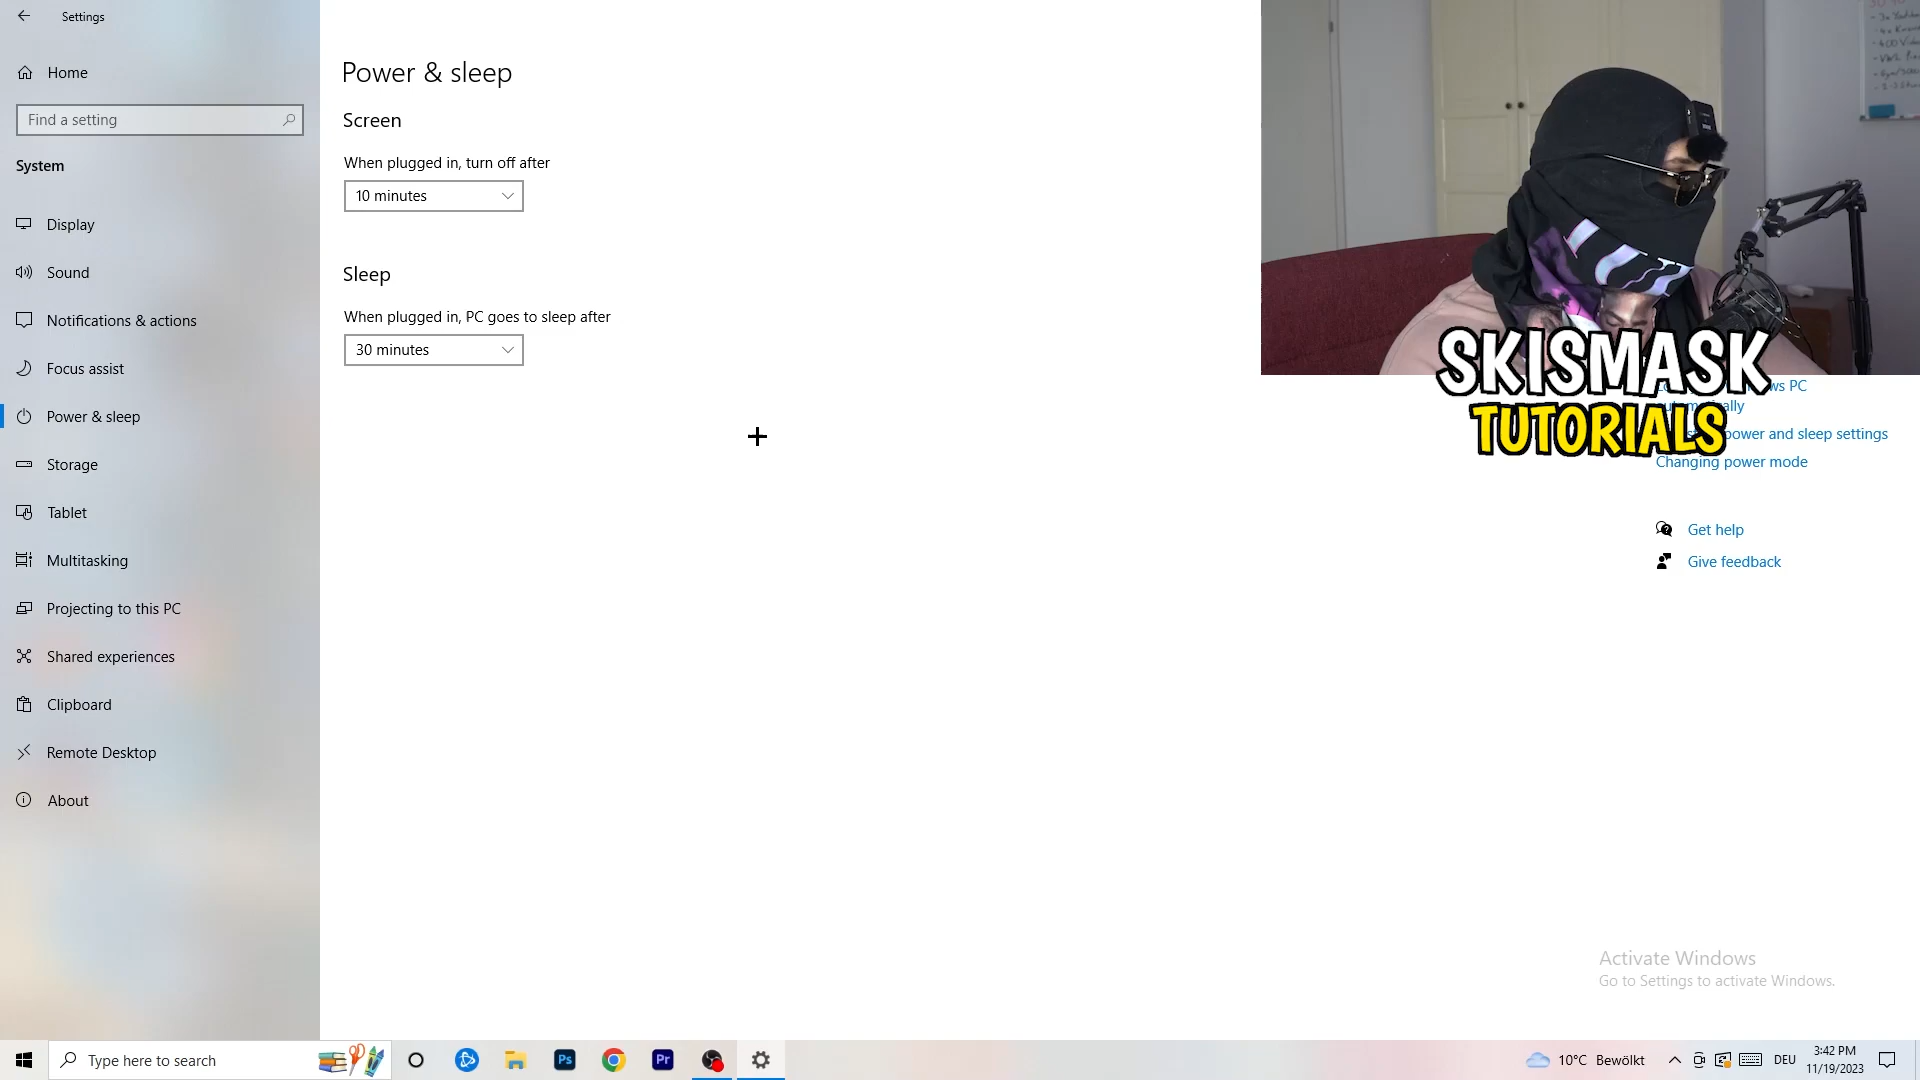 Settings
Home
Find a setting
System
Display
Sound
Notifications & actions
Focus assist
Power & sleep
Storage
Tablet
Multitasking
Projecting to this PC
Shared experiences
Clipboard
Remote Desktop
About
Power & sleep
Screen
When plugged in, turn off after
10 minutes
Sleep
When plugged in, PC goes to sleep after
30 minutes
SKISMASK
TUTORIALS
PC
power and sleep settings
Changing power mode
Get help
Give feedback
Activate Windows
Go to Settings to activate Windows.
Type here to search
Ps
Pr
10°C Bewölkt
DEU
3:42 PM
11/19/2023